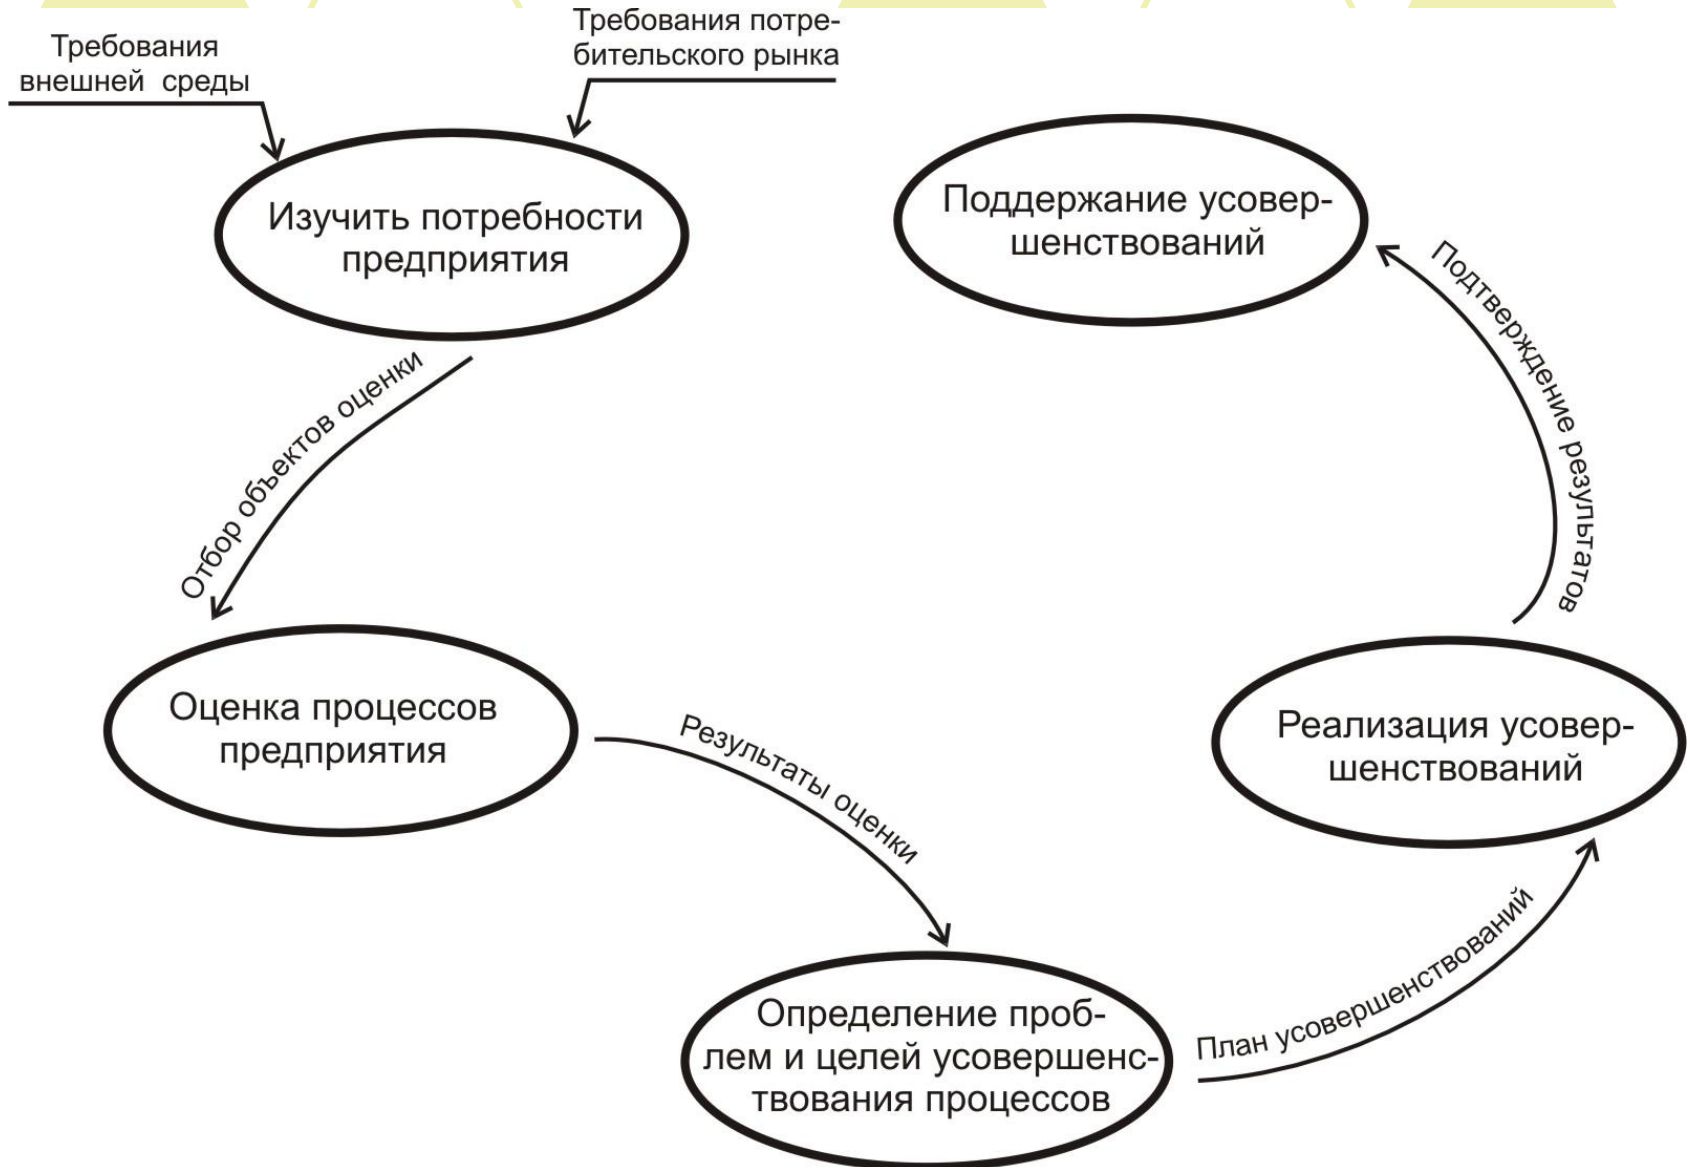 Требования
внешней среды
Требования потре-
бительского рынка
Изучить потребности
предприятия
Поддержание усовер-
шенствований
Отбор объектов оценки
Подтверждение результатов
Оценка процессов
предприятия
Результаты оценки
Реализация усовер-
шенствований
Определение проб-
лем и целей усовершенс-
твования процессов
План усовершенствований